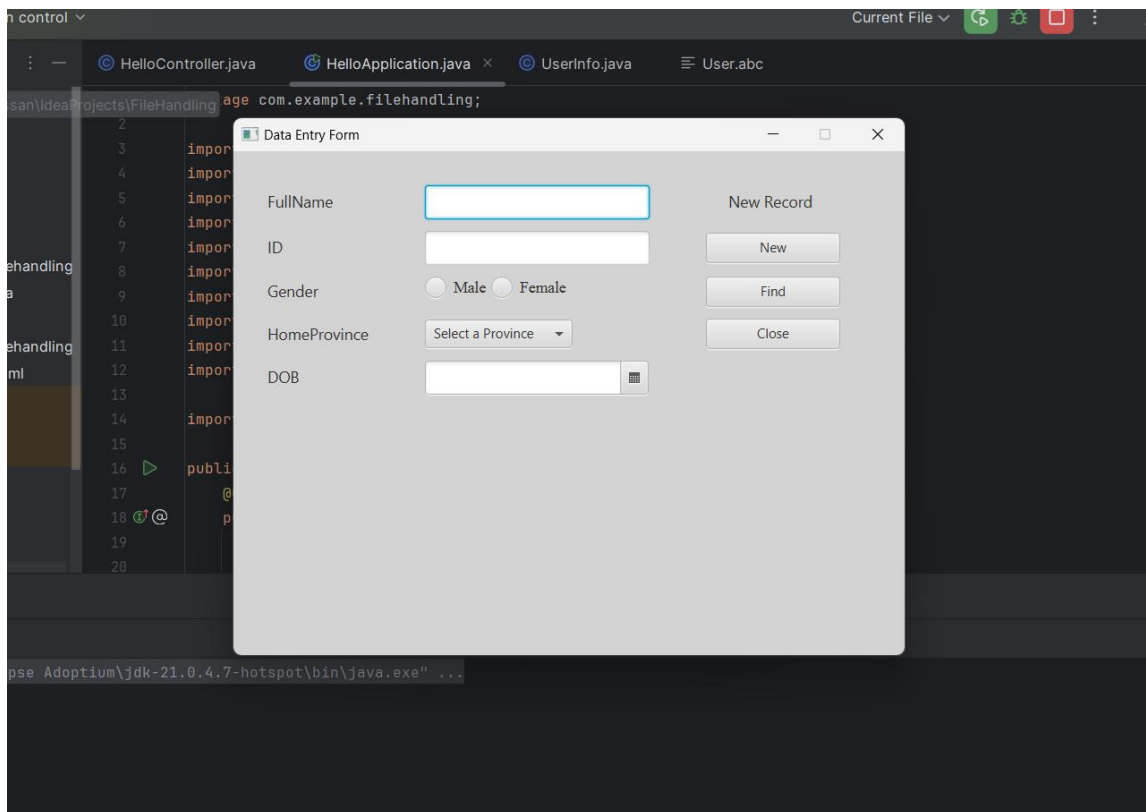 n control
Current File
HelloController.java
HelloApplication.java
UserInfo.java
User.abc
ssan\IdeaProjects\FileHandling
age com.example.filehandling;
2
3 impor
4 impor
5 impor
6 impor
7 impor
8 impor
9 impor
10 impor
11 impor
12 impor
13
14 impor
15
16 publi
17 @
18 @ p
19
20
ehandling
a
ehandling
ml
Data Entry Form
FullName
New Record
ID
New
Gender Male Female
Find
HomeProvince Select a Province
Close
DOB
pse Adoptium\jdk-21.0.4.7-hotspot\bin\java.exe" ...